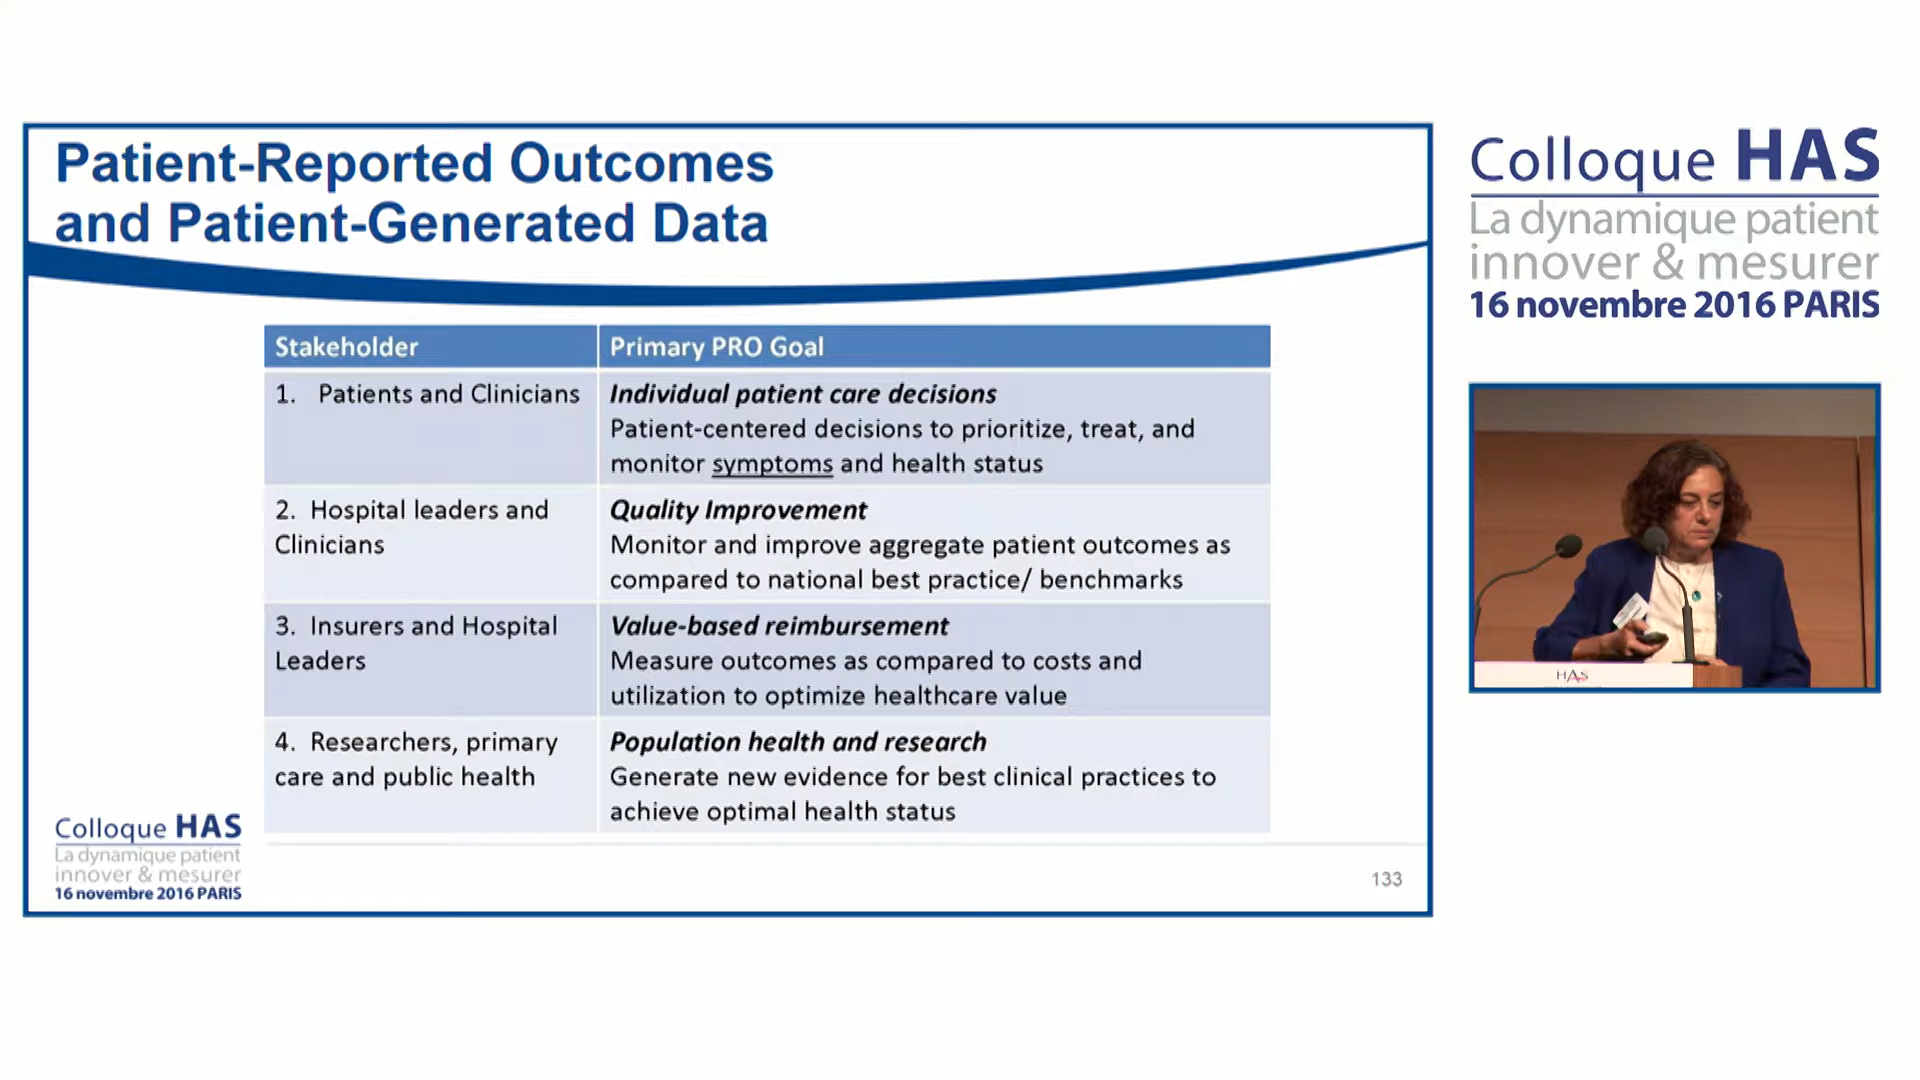 Patient-Reported Outcomes
and Patient-Generated Data
Stakeholder
Primary PRO Goal
1. Patients and Clinicians
Individual patient care decisions
Patient-centered decisions to prioritize, treat, and
monitor symptoms and health status
2. Hospital leaders and
Clinicians
Quality Improvement
Monitor and improve aggregate patient outcomes as
compared to national best practice/ benchmarks
3. Insurers and Hospital
Leaders
Value-based reimbursement
Measure outcomes as compared to costs and
utilization to optimize healthcare value
4. Researchers, primary
care and public health
Population health and research
Generate new evidence for best clinical practices to
achieve optimal health status
Colloque HAS
La dynamique patient
innover & mesurer
16 novembre 2016 PARIS
133
Colloque HAS
La dynamique patient
innover & mesurer
16 novembre 2016 PARIS
HAS